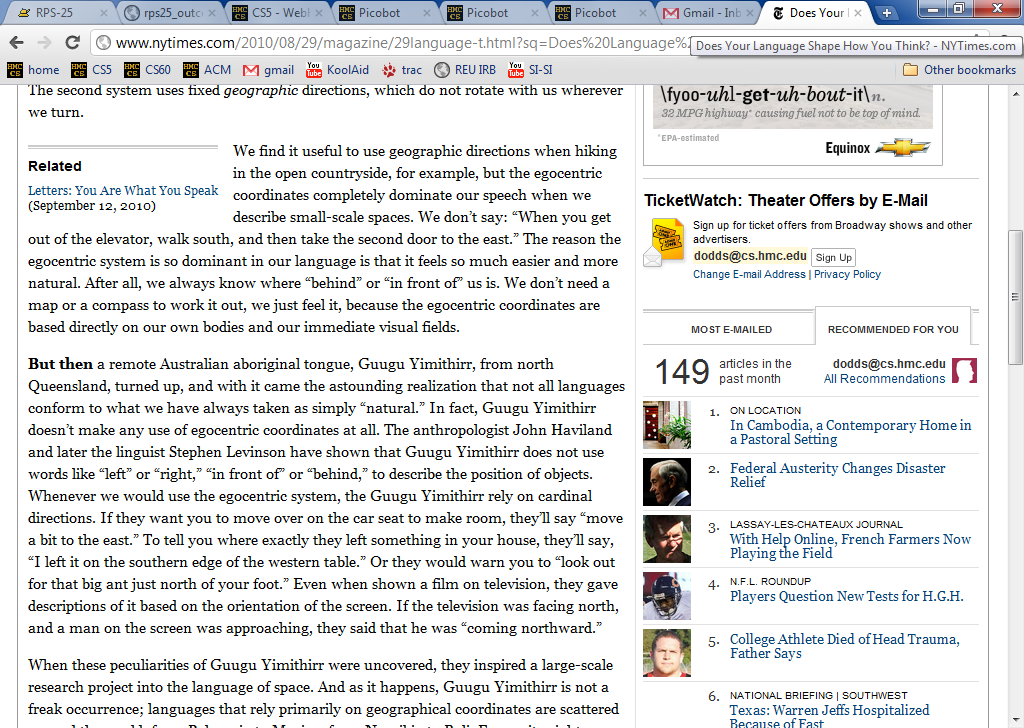 RPS-25
rps25_outco
CS5 - Webl
Picobot
Picobot
Picobot
Gmail - Inb
Does Your
www.nytimes.com/2010/08/29/magazine/29language-t.html?sq=Does%20Language%2
Does Your Language Shape How You Think? - NYTimes.com
home
CS5
CS60
ACM
gmail
KoolAid
trac
REU IRB
SI-SI
Other bookmarks
The second system uses fixed geographic directions, which do not rotate with us wherever
we turn.
Related
Letters: You Are What You Speak
(September 12, 2010)
We find it useful to use geographic directions when hiking
in the open countryside, for example, but the egocentric
coordinates completely dominate our speech when we
describe small-scale spaces. We don’t say: “When you get
out of the elevator, walk south, and then take the second door to the east.” The reason the
egocentric system is so dominant in our language is that it feels so much easier and more
natural. After all, we always know where “behind” or “in front of” us is. We don’t need a
map or a compass to work it out, we just feel it, because the egocentric coordinates are
based directly on our own bodies and our immediate visual fields.
But then a remote Australian aboriginal tongue, Guugu Yimithirr, from north
Queensland, turned up, and with it came the astounding realization that not all languages
conform to what we have always taken as simply “natural.” In fact, Guugu Yimithirr
doesn’t make any use of egocentric coordinates at all. The anthropologist John Haviland
and later the linguist Stephen Levinson have shown that Guugu Yimithirr does not use
words like “left” or “right,” “in front of” or “behind,” to describe the position of objects.
Whenever we would use the egocentric system, the Guugu Yimithirr rely on cardinal
directions. If they want you to move over on the car seat to make room, they’ll say “move
a bit to the east.” To tell you where exactly they left something in your house, they’ll say,
“I left it on the southern edge of the western table.” Or they would warn you to “look out
for that big ant just north of your foot.” Even when shown a film on television, they gave
descriptions of it based on the orientation of the screen. If the television was facing north,
and a man on the screen was approaching, they said that he was “coming northward.”
When these peculiarities of Guugu Yimithirr were uncovered, they inspired a large-scale
research project into the language of space. And as it happens, Guugu Yimithirr is not a
freak occurrence; languages that rely primarily on geographical coordinates are scattered
\fyoo-uhl-get-uh-bout-it\n.
32 MPG highway* causing fuel not to be top of mind.
*EPA-estimated
Equinox
TicketWatch: Theater Offers by E-Mail
Sign up for ticket offers from Broadway shows and other
advertisers.
dodds@cs.hmc.edu
Sign Up
Change E-mail Address | Privacy Policy
MOST E-MAILED
RECOMMENDED FOR YOU
149
articles in the
past month
dodds@cs.hmc.edu
All Recommendations
1. ON LOCATION
In Cambodia, a Contemporary Home in
a Pastoral Setting
2. Federal Austerity Changes Disaster
Relief
3. LASSAY-LES-CHATEAUX JOURNAL
With Help Online, French Farmers Now
Playing the Field
4. N.F.L. ROUNDUP
Players Question New Tests for H.G.H.
5. College Athlete Died of Head Trauma,
Father Says
6. NATIONAL BRIEFING | SOUTHWEST
Texas: Warren Jeffs Hospitalized
Because of Fast